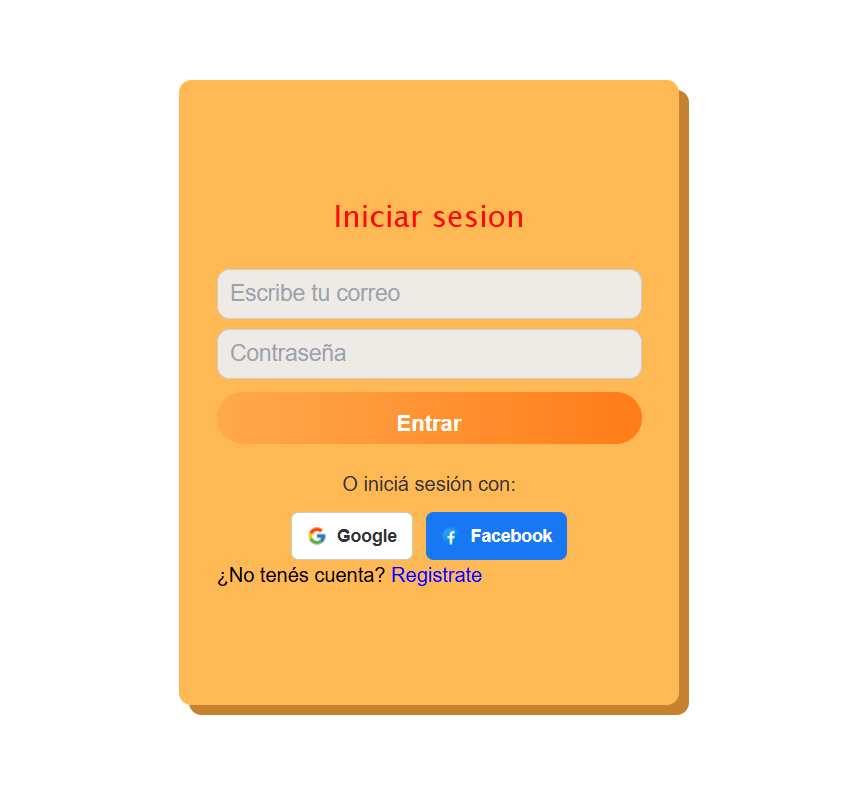 Iniciar sesion
Escribe tu correo
Contraseña
Entrar
O iniciá sesión con:
Google Facebook
¿No tenés cuenta? Registrate